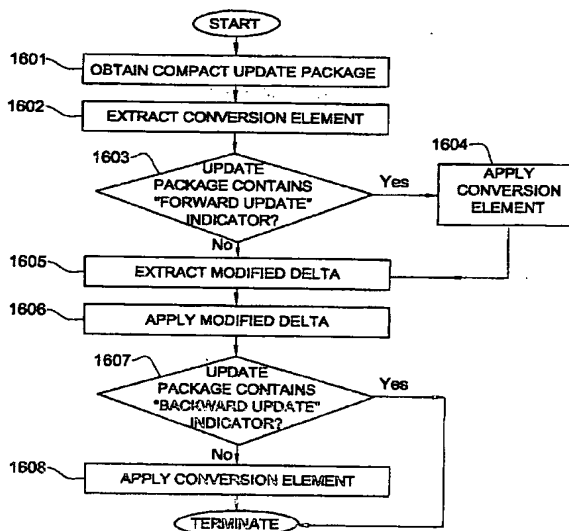 START
1601
OBTAIN COMPACT UPDATE PACKAGE
1602
EXTRACT CONVERSION ELEMENT
1603
UPDATE
PACKAGE CONTAINS
"FORWARD UPDATE"
INDICATOR?
Yes
1604
APPLY
CONVERSION
ELEMENT
No
1605
EXTRACT MODIFIED DELTA
1606
APPLY MODIFIED DELTA
1607
UPDATE
PACKAGE CONTAINS
"BACKWARD UPDATE"
INDICATOR?
Yes
No
1608
APPLY CONVERSION ELEMENT
TERMINATE